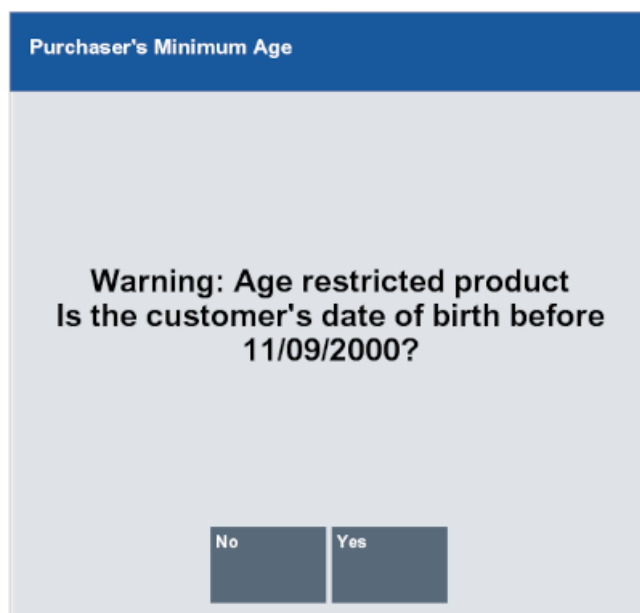 Purchaser's Minimum Age
Warning: Age restricted product
Is the customer's date of birth before
11/09/2000?
No
Yes